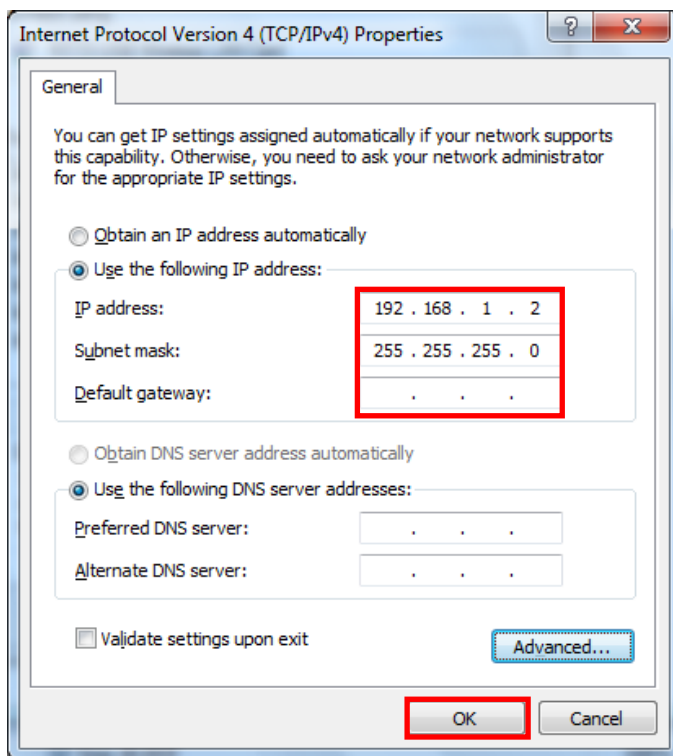 Internet Protocol Version 4 (TCP/IPv4) Properties
? X
General
You can get IP settings assigned automatically if your network supports
this capability. Otherwise, you need to ask your network administrator
for the appropriate IP settings.
Obtain an IP address automatically
Use the following IP address:
IP address: 192 . 168 . 1 . 2
Subnet mask: 255 . 255 . 255 . 0
Default gateway: . . .
Obtain DNS server address automatically
Use the following DNS server addresses:
Preferred DNS server: . . .
Alternate DNS server: . . .
Validate settings upon exit
Advanced...
OK Cancel